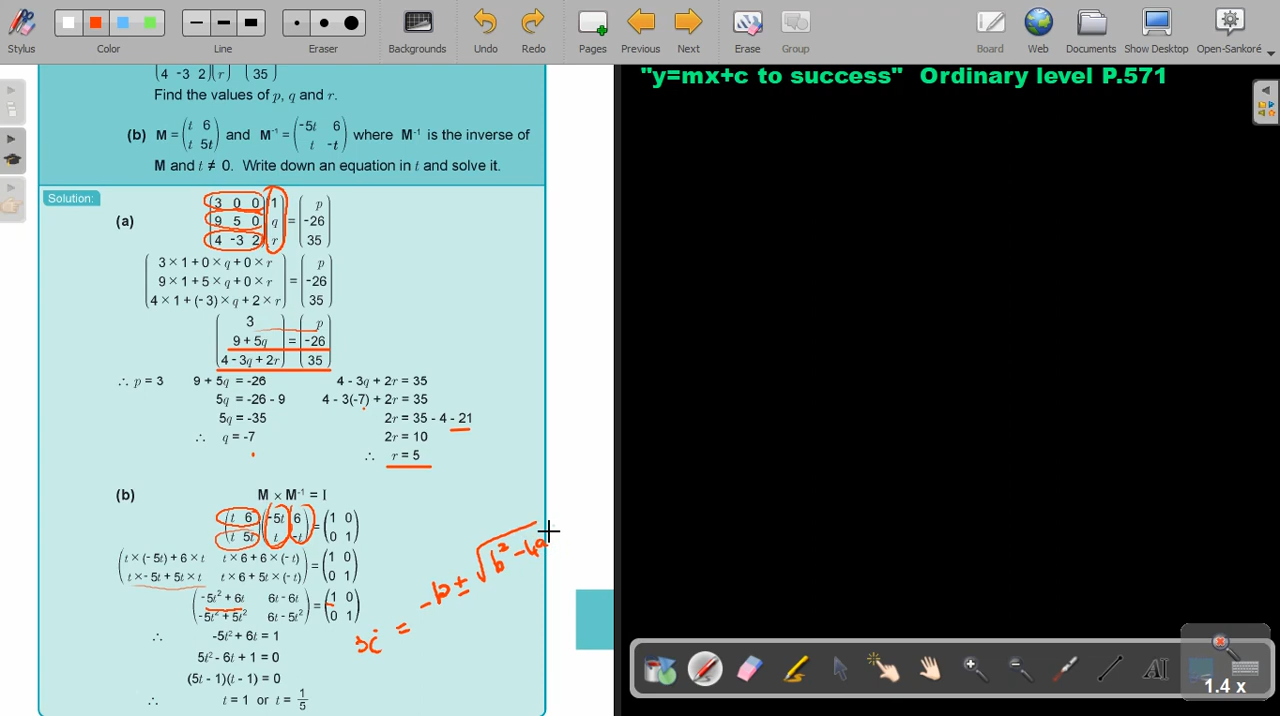 Stylus Color Line Eraser Backgrounds Undo Redo Pages Previous Next Erase Group Board Web Documents Show Desktop Open-Sankoré
"y=mx+c to success" Ordinary level P.571
(4 -3 2)(r) (35)
Find the values of p, q and r.
(b) M = (t 6; t 5t) and M⁻¹ = (-5t 6; t -t) where M⁻¹ is the inverse of
M and t ≠ 0. Write down an equation in t and solve it.
Solution:
(a)
(3 0 0)(1) = (p)
(9 5 0)(q) = (-26)
(4 -3 2)(r) (35)
(3 × 1 + 0 × q + 0 × r) (p)
(9 × 1 + 5 × q + 0 × r) = (-26)
(4 × 1 + (-3) × q + 2 × r) (35)
(3) (p)
(9 + 5q) = (-26)
(4 - 3q + 2r) (35)
∴ p = 3 9 + 5q = -26 4 - 3q + 2r = 35
5q = -26 - 9 4 - 3(-7) + 2r = 35
5q = -35 2r = 35 - 4 - 21
∴ q = -7 2r = 10
∴ r = 5
(b) M × M⁻¹ = I
(t 6)(-5t 6) = (1 0)
(t 5t)(t -t) (0 1)
(t × (-5t) + 6 × t t × 6 + 6 × (-t)) = (1 0)
(t × -5t + 5t × t t × 6 + 5t × (-t)) (0 1)
(-5t² + 6t 6t - 6t) = (1 0)
(-5t² + 5t² 6t - 5t²) (0 1)
∴ -5t² + 6t = 1
5t² - 6t + 1 = 0
(5t - 1)(t - 1) = 0
∴ t = 1 or t = 1/5
x = -b ± √b² - 4a
1.4 x